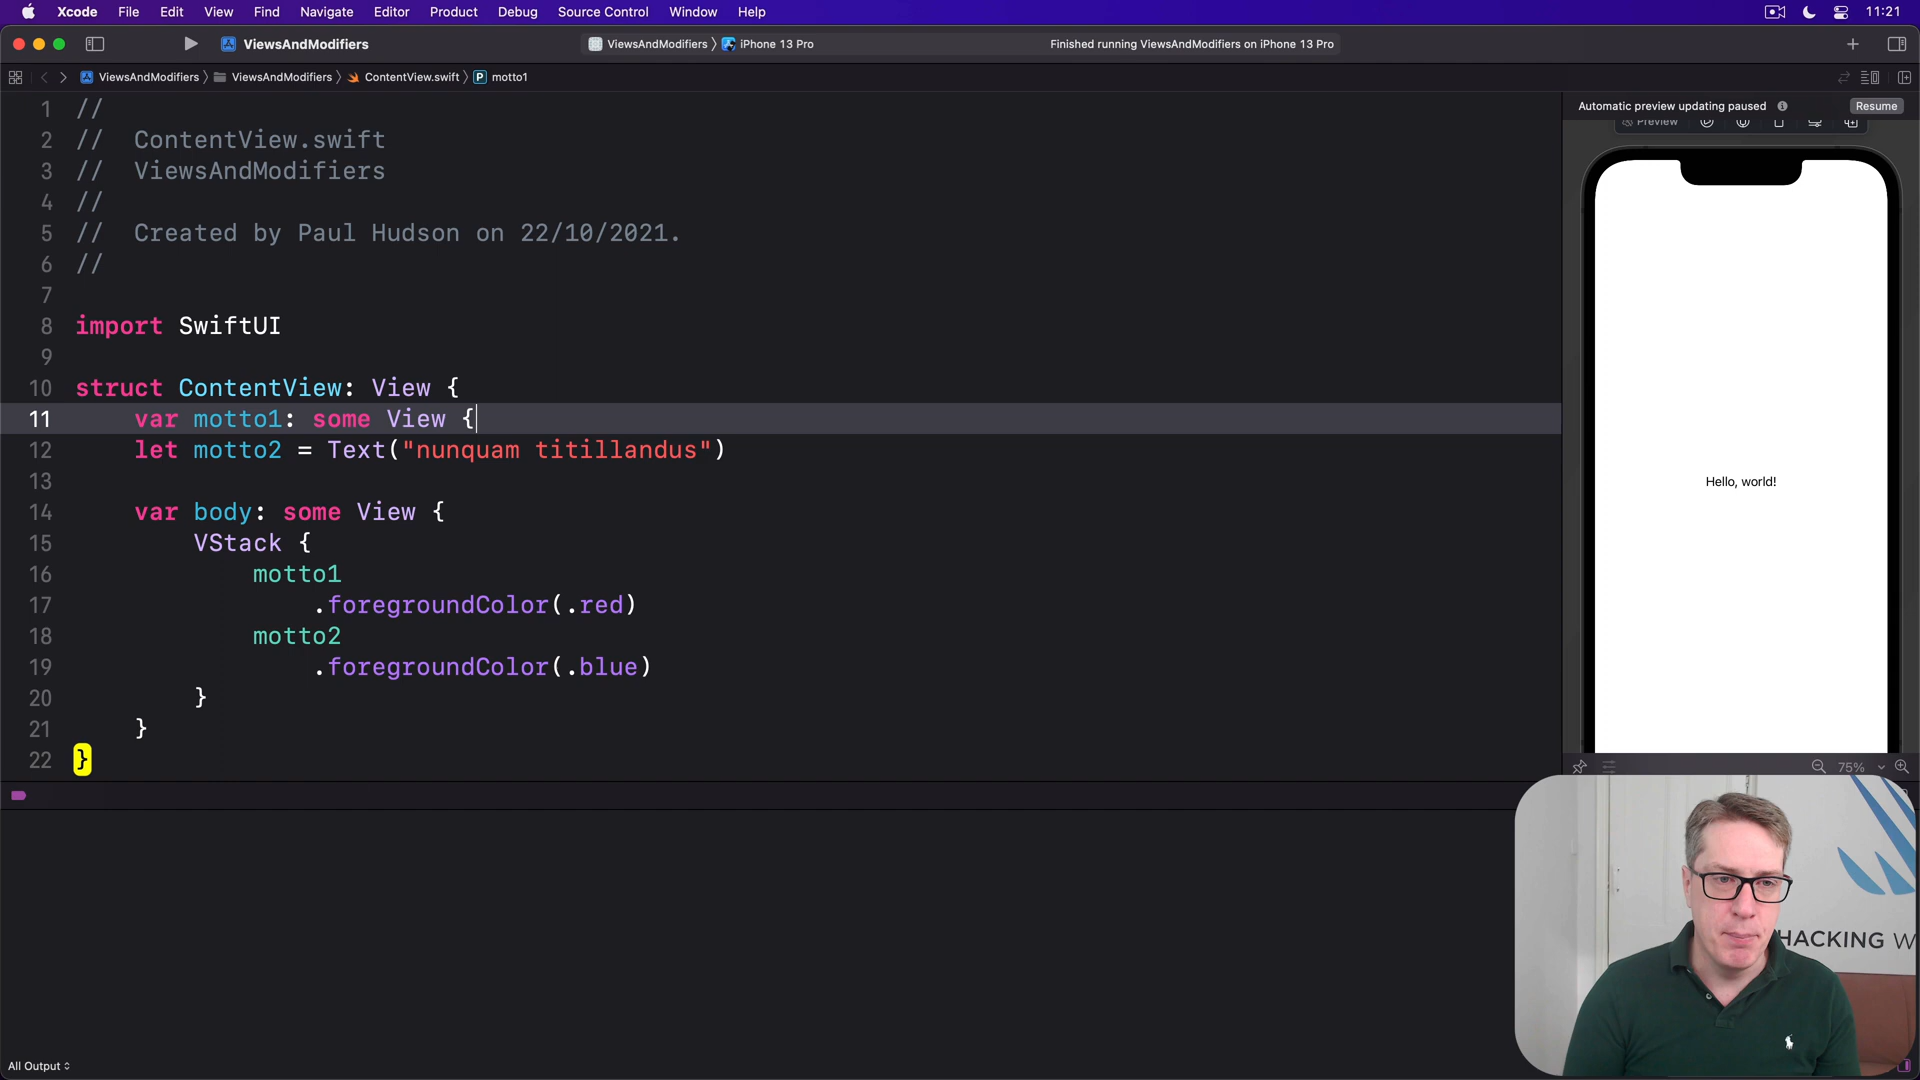 Xcode File Edit View Find Navigate Editor Product Debug Source Control Window Help 11:21
ViewsAndModifiers
ViewsAndModifiers 〉 iPhone 13 Pro
Finished running ViewsAndModifiers on iPhone 13 Pro
ViewsAndModifiers 〉 ViewsAndModifiers 〉 ContentView.swift 〉 P motto1
Automatic preview updating paused Resume
Preview
1 //
2 //  ContentView.swift
3 //  ViewsAndModifiers
4 //
5 //  Created by Paul Hudson on 22/10/2021.
6 //
7
8 import SwiftUI
9
10 struct ContentView: View {
11     var motto1: some View {
12     let motto2 = Text("nunquam titillandus")
13
14     var body: some View {
15         VStack {
16             motto1
17                 .foregroundColor(.red)
18             motto2
19                 .foregroundColor(.blue)
20         }
21     }
22 }
Hello, world!
75%
HACKING W
All Output